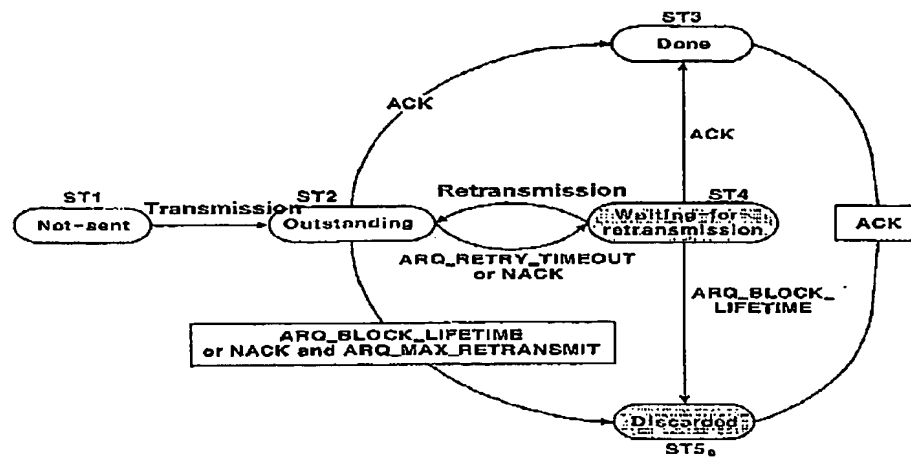 ST3
Done
ACK
ACK
ST1
Not-sent
Transmission
ST2
Outstanding
Retransmission
ST4
Waiting-for
retransmission
ACK
ARQ_RETRY_TIMEOUT
or NACK
ARQ_BLOCK_
LIFETIME
ARQ_BLOCK_LIFETIME
or NACK and ARQ_MAX_RETRANSMIT
Discarded
ST5